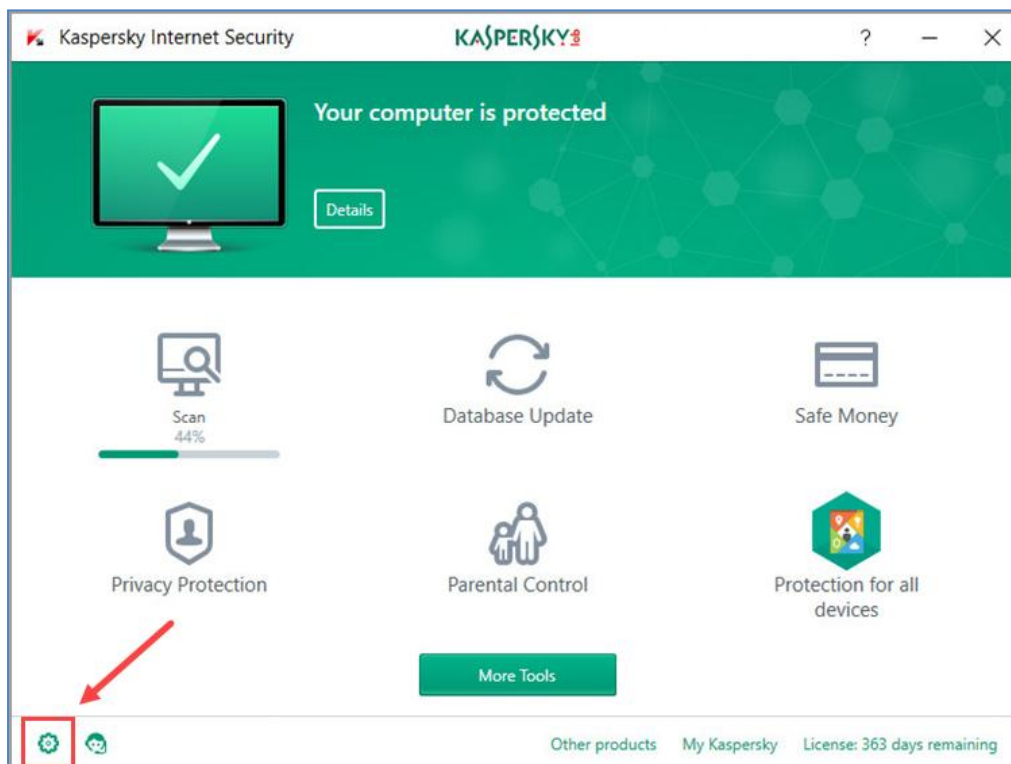 Kaspersky Internet Security
KASPERSKY lab
?
Your computer is protected
Details
Scan
44%
Database Update
Safe Money
Privacy Protection
Parental Control
Protection for all
devices
More Tools
Other products My Kaspersky License: 363 days remaining